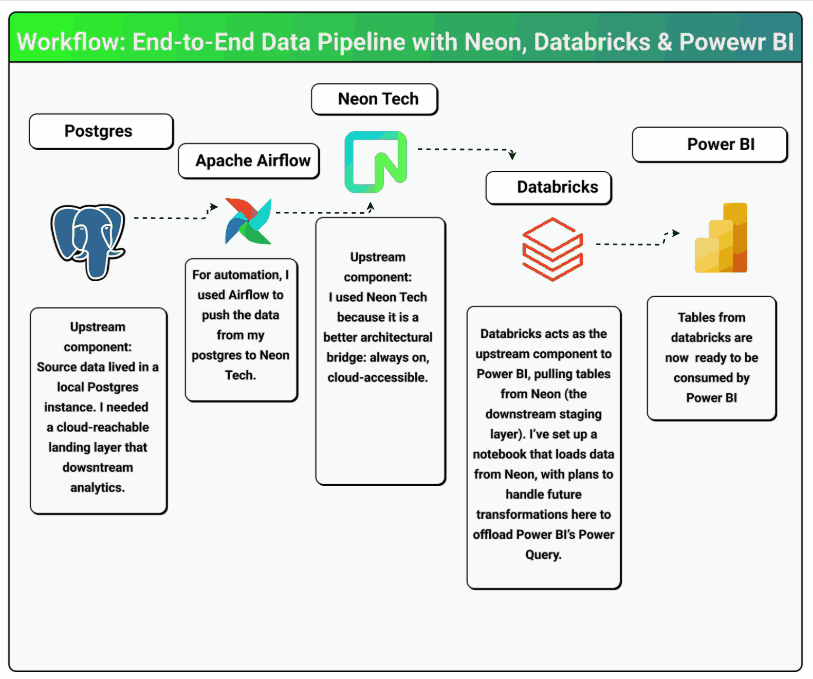 Workflow: End-to-End Data Pipeline with Neon, Databricks & Powewr BI
Postgres
Upstream
component:
Source data lived in a
local Postgres
instance. I needed
a cloud-reachable
landing layer that
dowsntream
analytics.
Apache Airflow
For automation, I
used Airflow to
push the data
from my
postgres to Neon
Tech.
Neon Tech
Upstream
component:
I used Neon Tech
because it is a
better architectural
bridge: always on,
cloud-accessible.
Databricks
Databricks acts as the
upstream component to
Power BI, pulling tables
from Neon (the
downstream staging
layer). I've set up a
notebook that loads data
from Neon, with plans to
handle future
transformations here to
offload Power BI's Power
Query.
Power BI
Tables from
databricks are
now ready to be
consumed by
Power BI